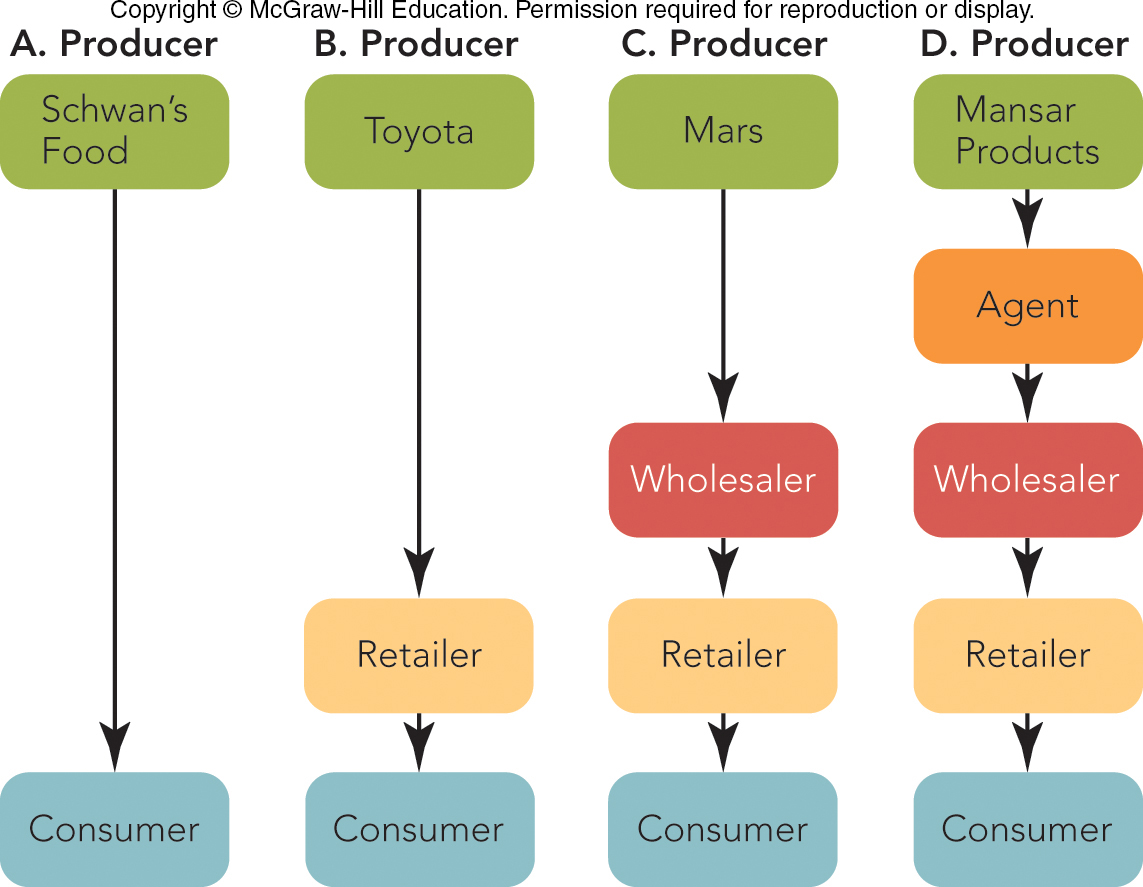 Copyright © McGraw-Hill Education. Permission required for reproduction or display.
A. Producer
B. Producer
C. Producer
D. Producer
Schwan's
Food
Toyota
Mars
Mansar
Products
Agent
Wholesaler
Wholesaler
Retailer
Retailer
Retailer
Consumer
Consumer
Consumer
Consumer